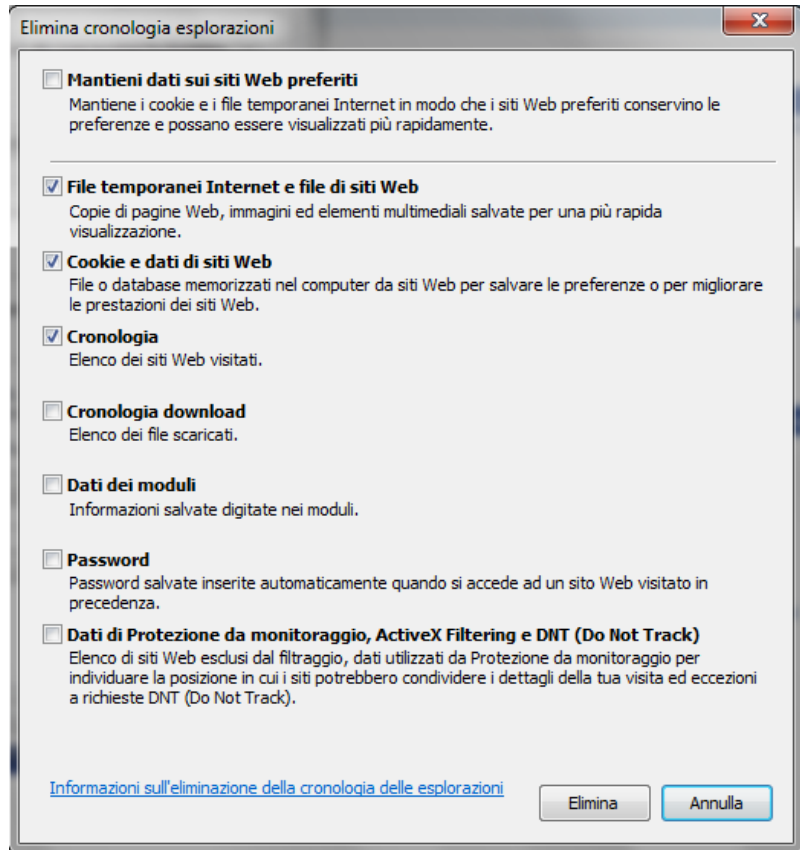 Elimina cronologia esplorazioni
Mantieni dati sui siti Web preferiti
Mantiene i cookie e i file temporanei Internet in modo che i siti Web preferiti conservino le
preferenze e possano essere visualizzati più rapidamente.
File temporanei Internet e file di siti Web
Copie di pagine Web, immagini ed elementi multimediali salvate per una più rapida
visualizzazione.
Cookie e dati di siti Web
File o database memorizzati nel computer da siti Web per salvare le preferenze o per migliorare
le prestazioni dei siti Web.
Cronologia
Elenco dei siti Web visitati.
Cronologia download
Elenco dei file scaricati.
Dati dei moduli
Informazioni salvate digitate nei moduli.
Password
Password salvate inserite automaticamente quando si accede ad un sito Web visitato in
precedenza.
Dati di Protezione da monitoraggio, ActiveX Filtering e DNT (Do Not Track)
Elenco di siti Web esclusi dal filtraggio, dati utilizzati da Protezione da monitoraggio per
individuare la posizione in cui i siti potrebbero condividere i dettagli della tua visita ed eccezioni
a richieste DNT (Do Not Track).
Informazioni sull'eliminazione della cronologia delle esplorazioni
Elimina
Annulla